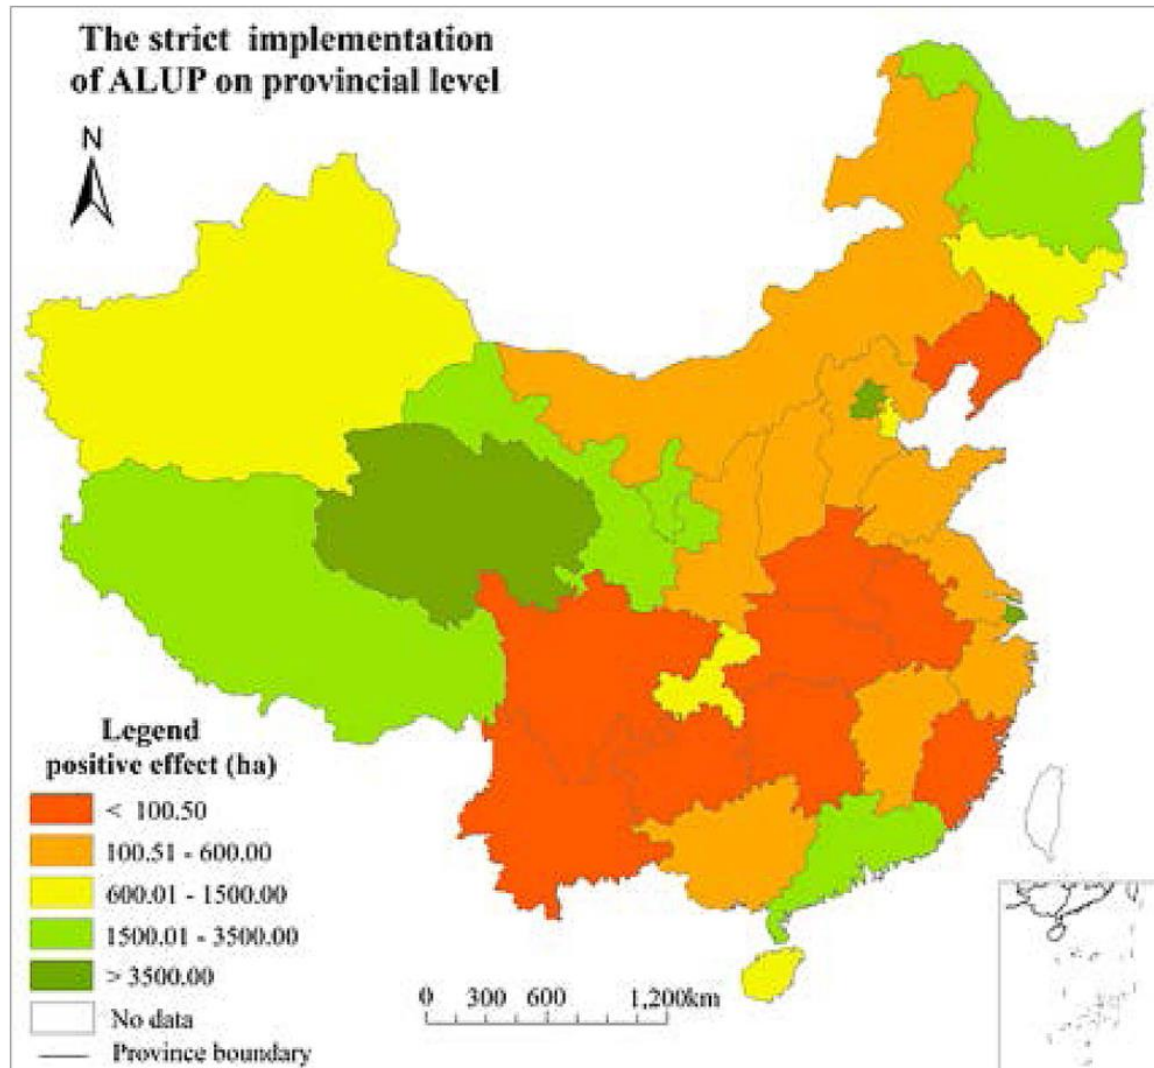 The strict implementation
of ALUP on provincial level
N
Legend
positive effect (ha)
< 100.50
100.51 - 600.00
600.01 - 1500.00
1500.01 - 3500.00
> 3500.00
No data
Province boundary
0 300 600 1,200km